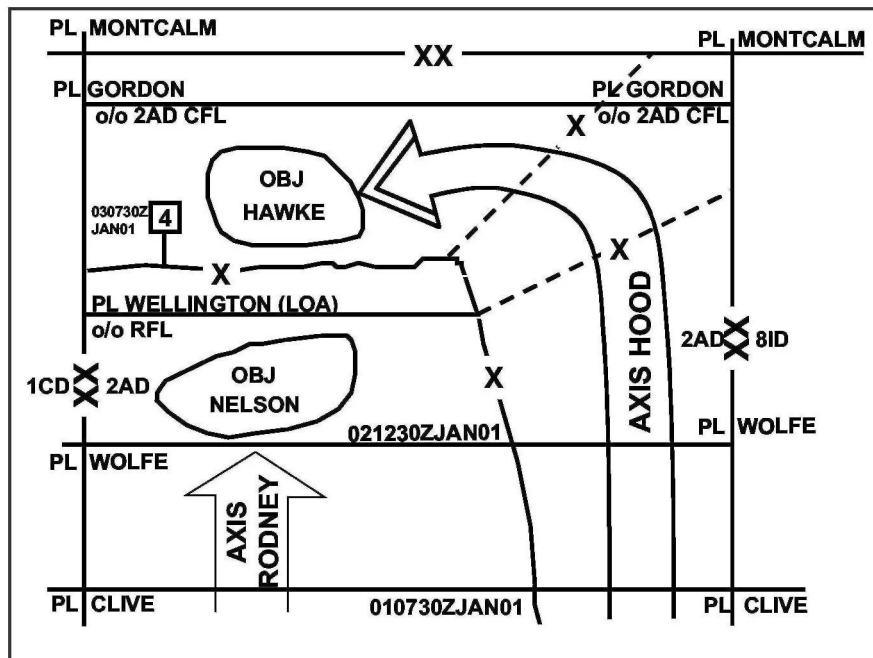 PL MONTCALM
PL MONTCALM
XX
PL GORDON
PL GORDON
o/o 2AD CFL
o/o 2AD CFL
X
OBJ
HAWKE
030730Z
JAN01
4
X
X
PL WELLINGTON (LOA)
o/o RFL
AXIS HOOD
2AD XX 8ID
1CD XX 2AD
OBJ
NELSON
X
021230ZJAN01
PL WOLFE
PL WOLFE
AXIS
RODNEY
PL CLIVE
010730ZJAN01
PL CLIVE